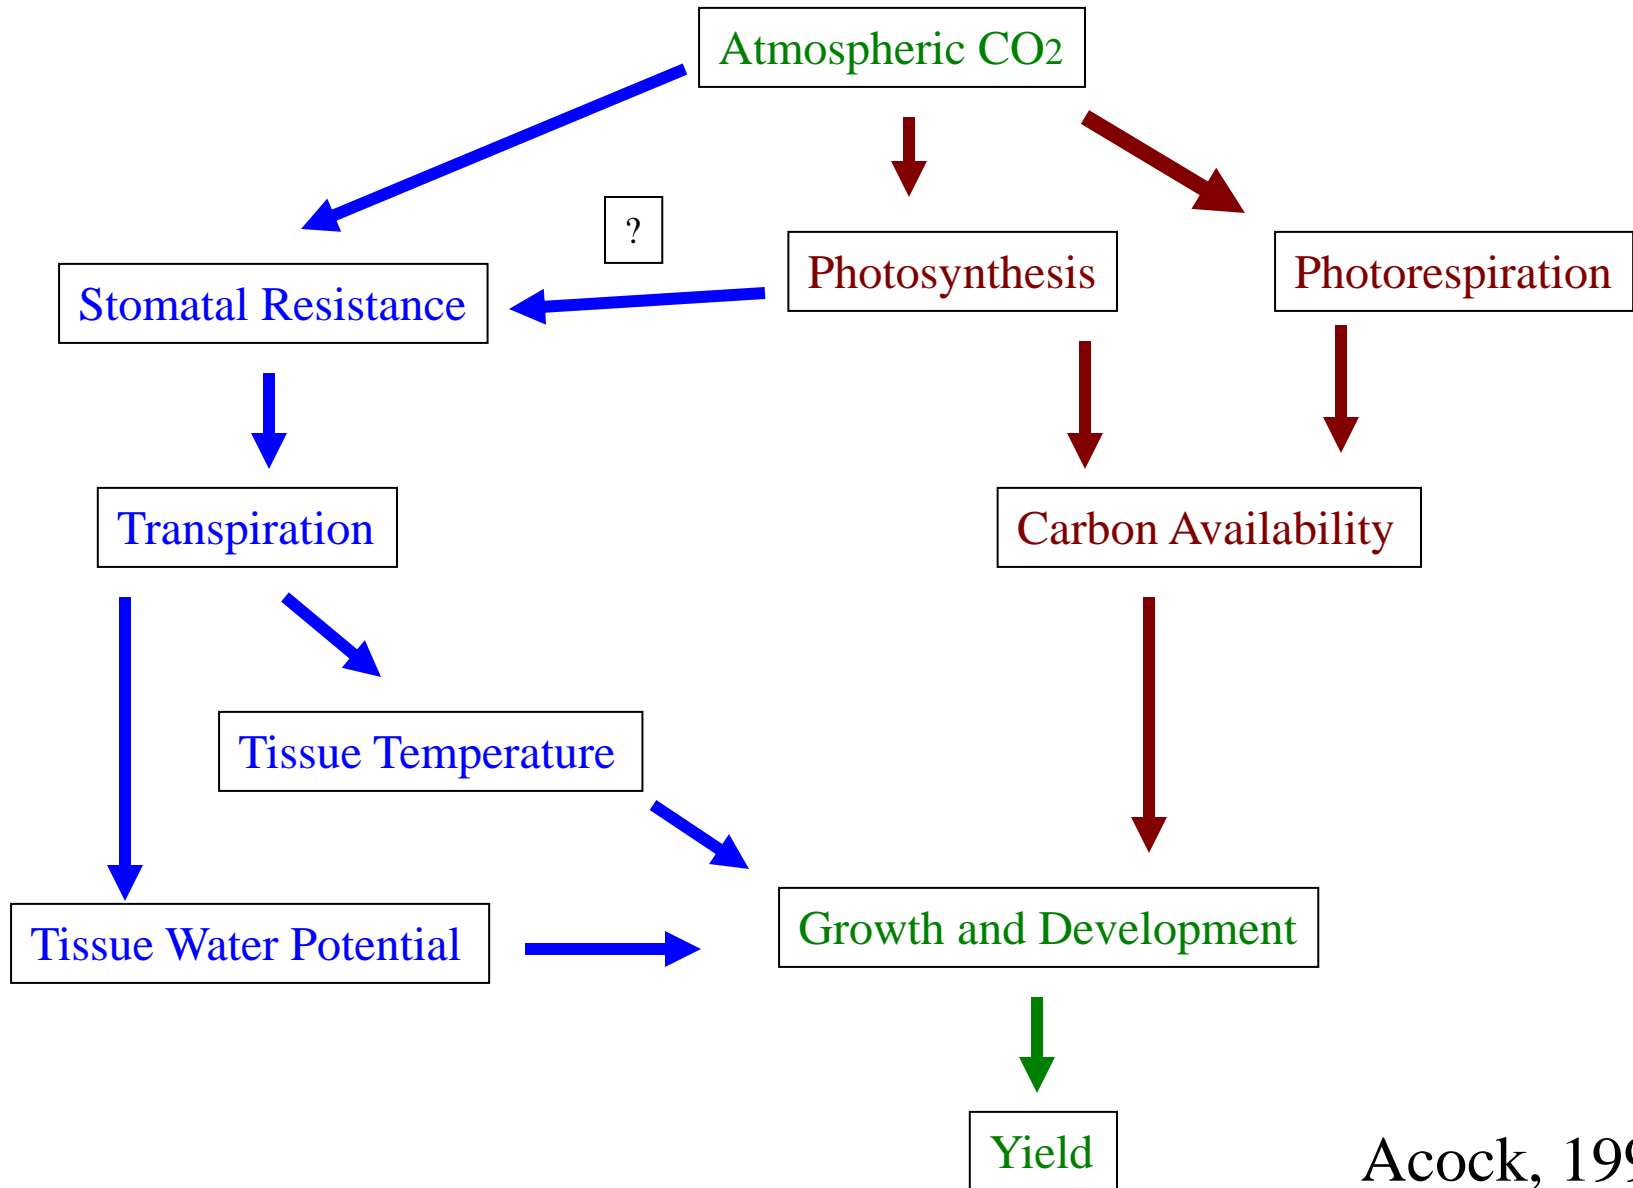 Atmospheric CO2
?
Photosynthesis
Photorespiration
Stomatal Resistance
Transpiration
Carbon Availability
Tissue Temperature
Growth and Development
Tissue Water Potential
Yield
Acock,